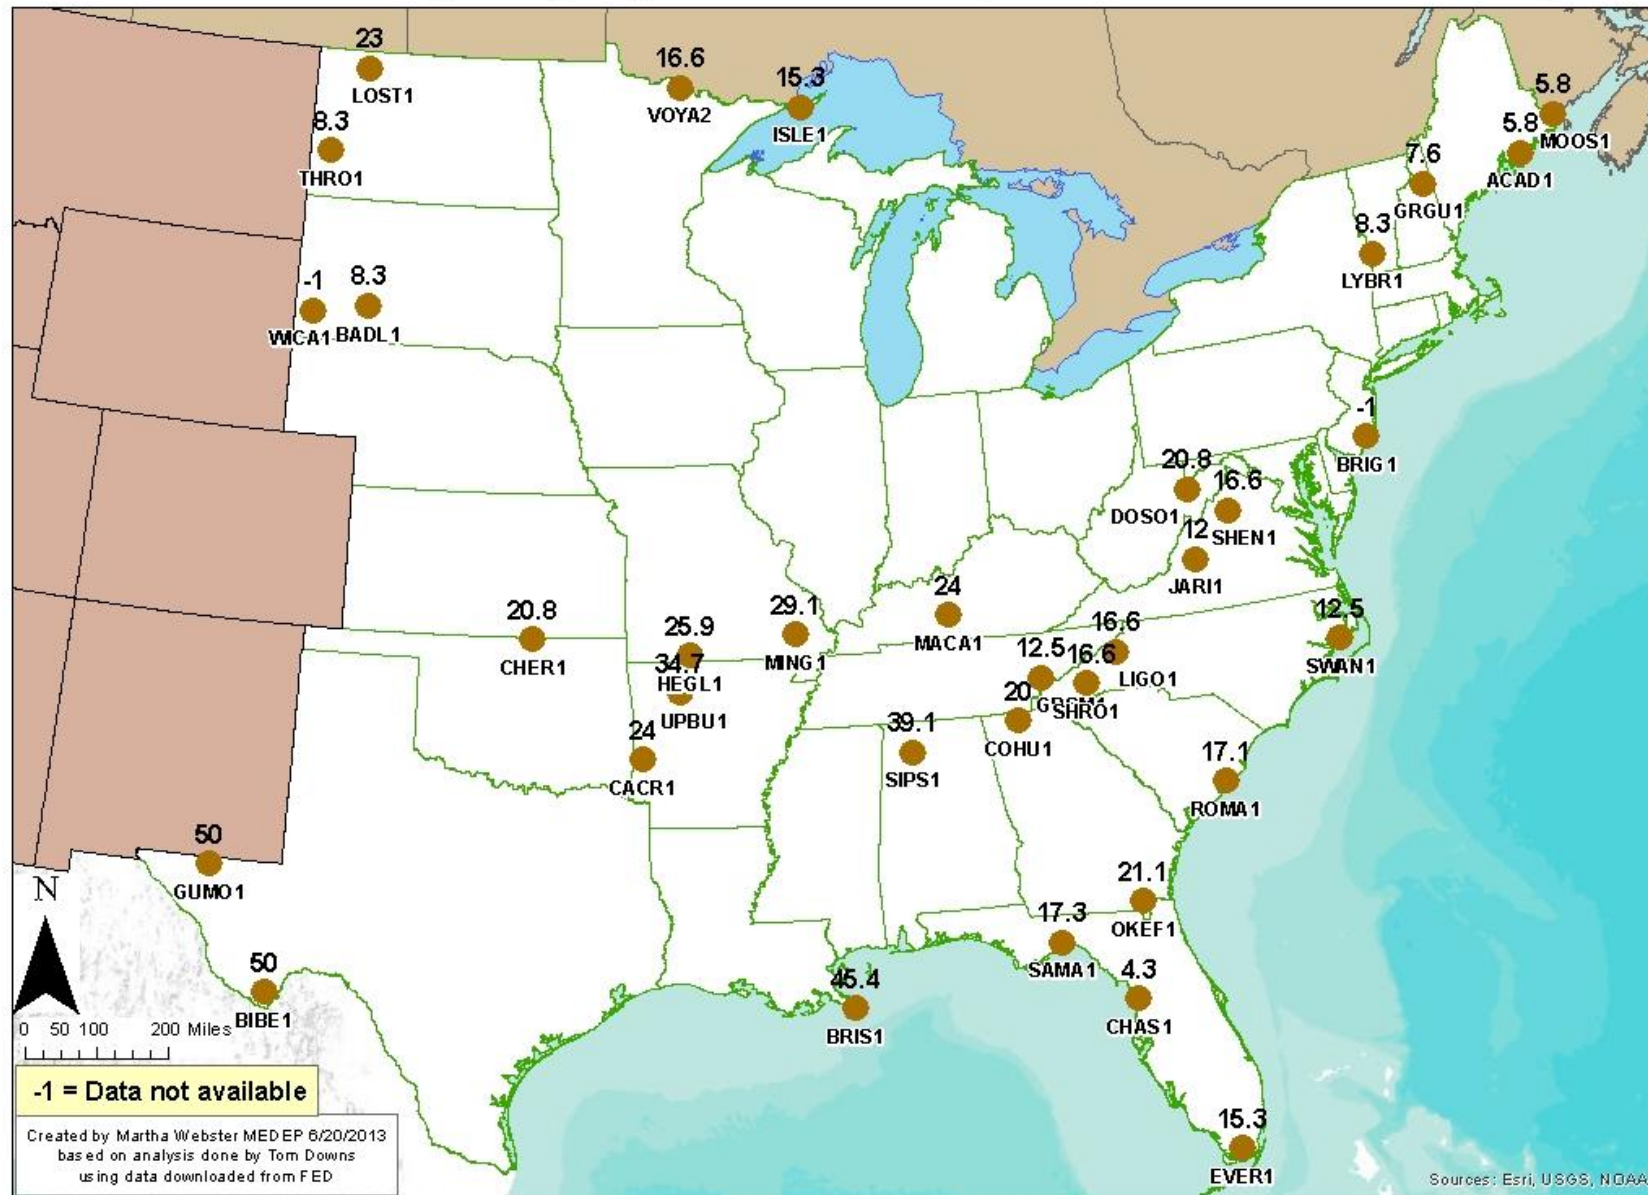 23
LOST1
16.6
VOYA2
15.3
ISLE1
5.8
MOOS1
5.8
ACAD1
8.3
THRO1
7.6
GRGU1
8.3
LYBR1
-1
WICA1
8.3
BADL1
-1
BRIG1
20.8
DOSO1
16.6
SHEN1
12
JARI1
24
MACA1
29.1
MING1
20.8
CHER1
25.9
HEGL1
34.7
UPBU1
12.5
16.6
SHRO1
16.6
LIGO1
12.5
SWAN1
20
COHU1
39.1
SIPS1
24
CACR1
17.1
ROMA1
50
GUMO1
21.1
OKEF1
17.3
SAMA1
4.3
CHAS1
50
BIBE1
45.4
BRIS1
15.3
EVER1
N
0 50 100 200 Miles
-1 = Data not available
Created by Martha Webster MEDEP 6/20/2013
based on analysis done by Tom Downs
using data downloaded from FED
Sources: Esri, USGS, NOAA